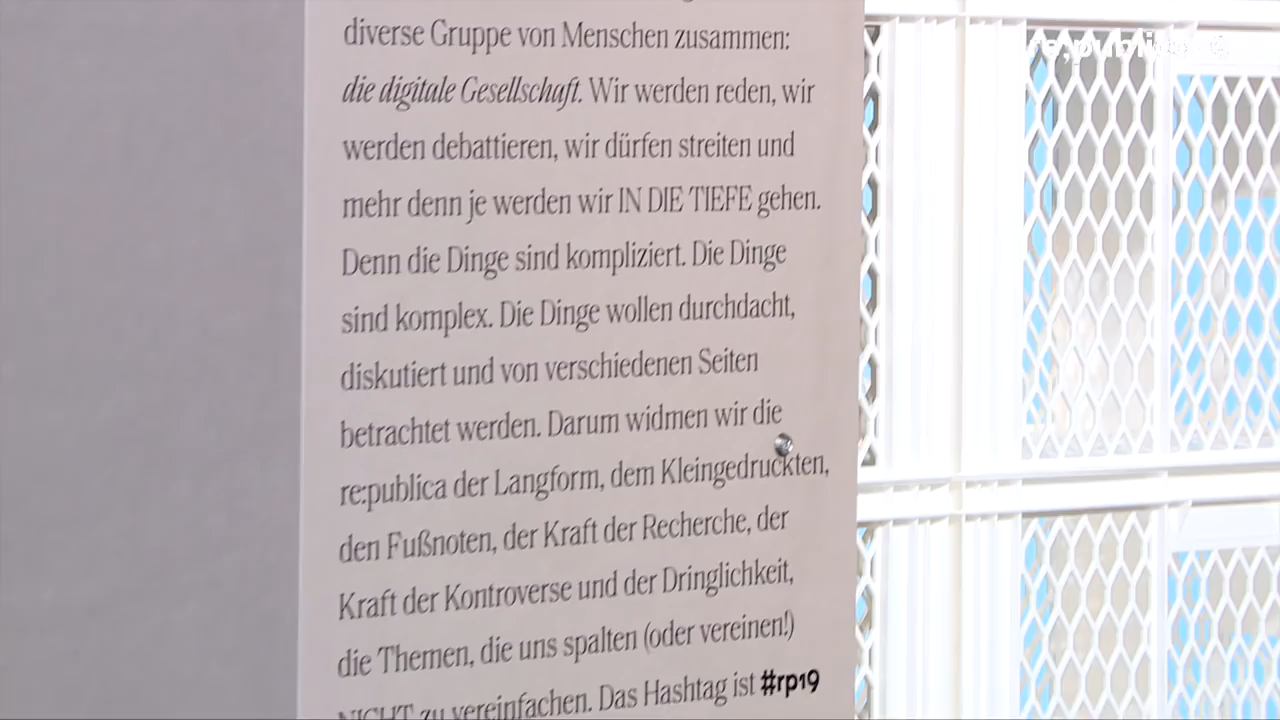 diverse Gruppe von Menschen zusammen:
die digitale Gesellschaft. Wir werden reden, wir
werden debattieren, wir dürfen streiten und
mehr denn je werden wir IN DIE TIEFE gehen.
Denn die Dinge sind kompliziert. Die Dinge
sind komplex. Die Dinge wollen durchdacht,
diskutiert und von verschiedenen Seiten
betrachtet werden. Darum widmen wir die
re:publica der Langform, dem Kleingedruckten,
den Fußnoten, der Kraft der Recherche, der
Kraft der Kontroverse und der Dringlichkeit,
die Themen, die uns spalten (oder vereinen!)
NICHT zu vereinfachen. Das Hashtag ist #rp19